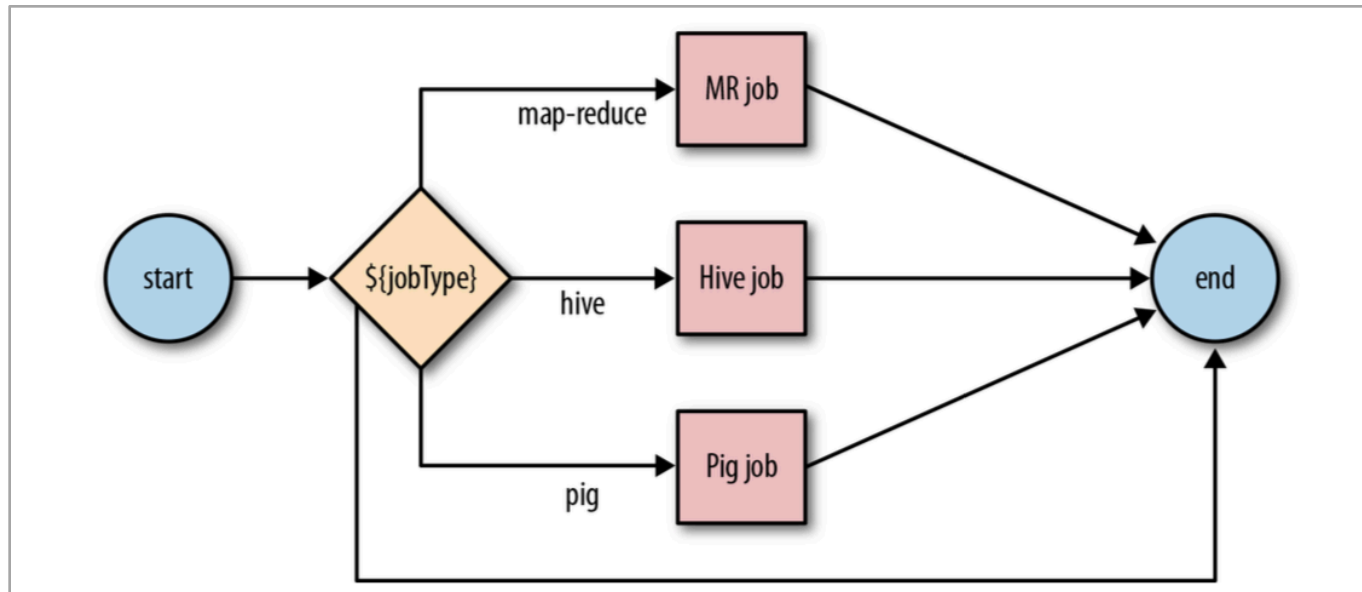 MR job
map-reduce
start
${jobType}
hive
Hive job
end
pig
Pig job